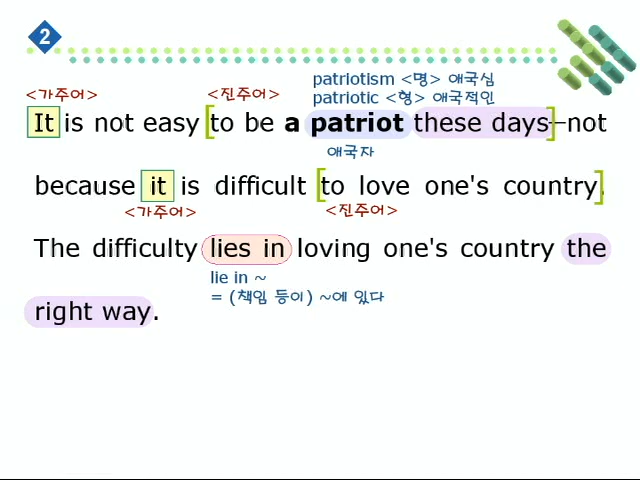 2
patriotism <명> 애국심
<가주어> <진주어> patriotic <형> 애국적인
It is not easy [to be a patriot these days]—not
애국자
because it is difficult [to love one's country].
<가주어> <진주어>
The difficulty lies in loving one's country the
lie in ~
= (책임 등이) ~에 있다
right way.